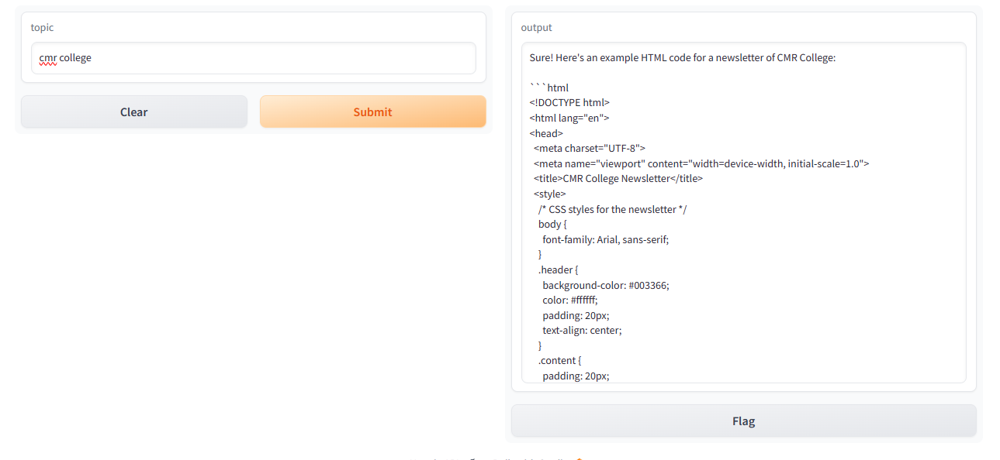 topic
cmr college
Clear
Submit
output
Sure! Here's an example HTML code for a newsletter of CMR College:
```html
<!DOCTYPE html>
<html lang="en">
<head>
<meta charset="UTF-8">
<meta name="viewport" content="width=device-width, initial-scale=1.0">
<title>CMR College Newsletter</title>
<style>
/* CSS styles for the newsletter */
body {
font-family: Arial, sans-serif;
}
.header {
background-color: #003366;
color: #ffffff;
padding: 20px;
text-align: center;
}
.content {
padding: 20px;
Flag